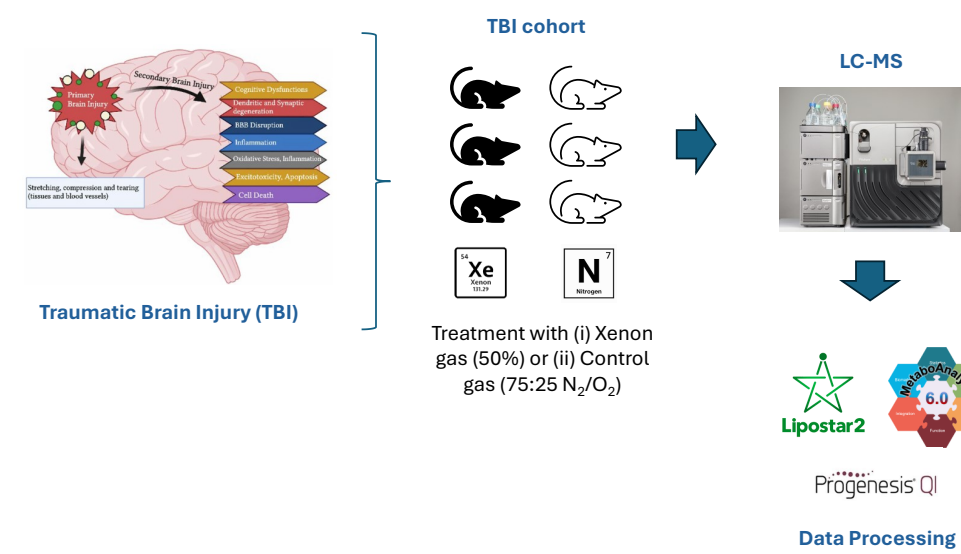 TBI cohort
LC-MS
Secondary Brain Injury
Primary
Brain Injury
Cognitive Dysfunctions
Dendritic and Synaptic
degeneration
BBB Disruption
Inflammation
Oxidative Stress, Inflammation
Excitotoxicity, Apoptosis
Cell Death
Stretching, compression and tearing
(tissues and blood vessels)
54
Xe
Xenon
131.29
7
N
Nitrogen
Traumatic Brain Injury (TBI)
Treatment with (i) Xenon
gas (50%) or (ii) Control
gas (75:25 N₂/O₂)
Lipostar2
MetaboAnaly
6.0
Integration
Function
Progenesis QI
Data Processing